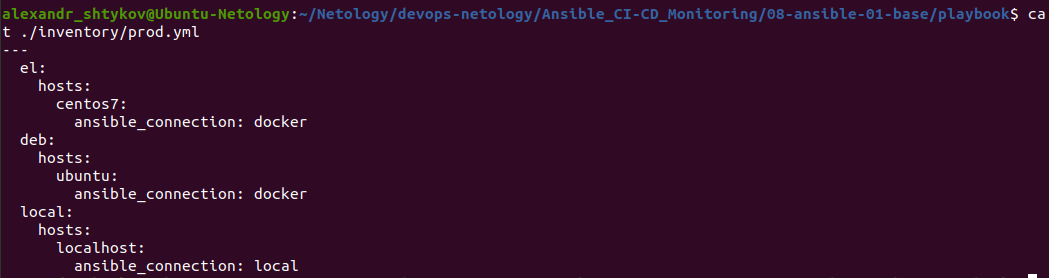 alexandr_shtykov@Ubuntu-Netology:~/Netology/devops-netology/Ansible_CI-CD_Monitoring/08-ansible-01-base/playbook$ ca
t ./inventory/prod.yml
---
  el:
    hosts:
      centos7:
        ansible_connection: docker
  deb:
    hosts:
      ubuntu:
        ansible_connection: docker
  local:
    hosts:
      localhost:
        ansible_connection: local